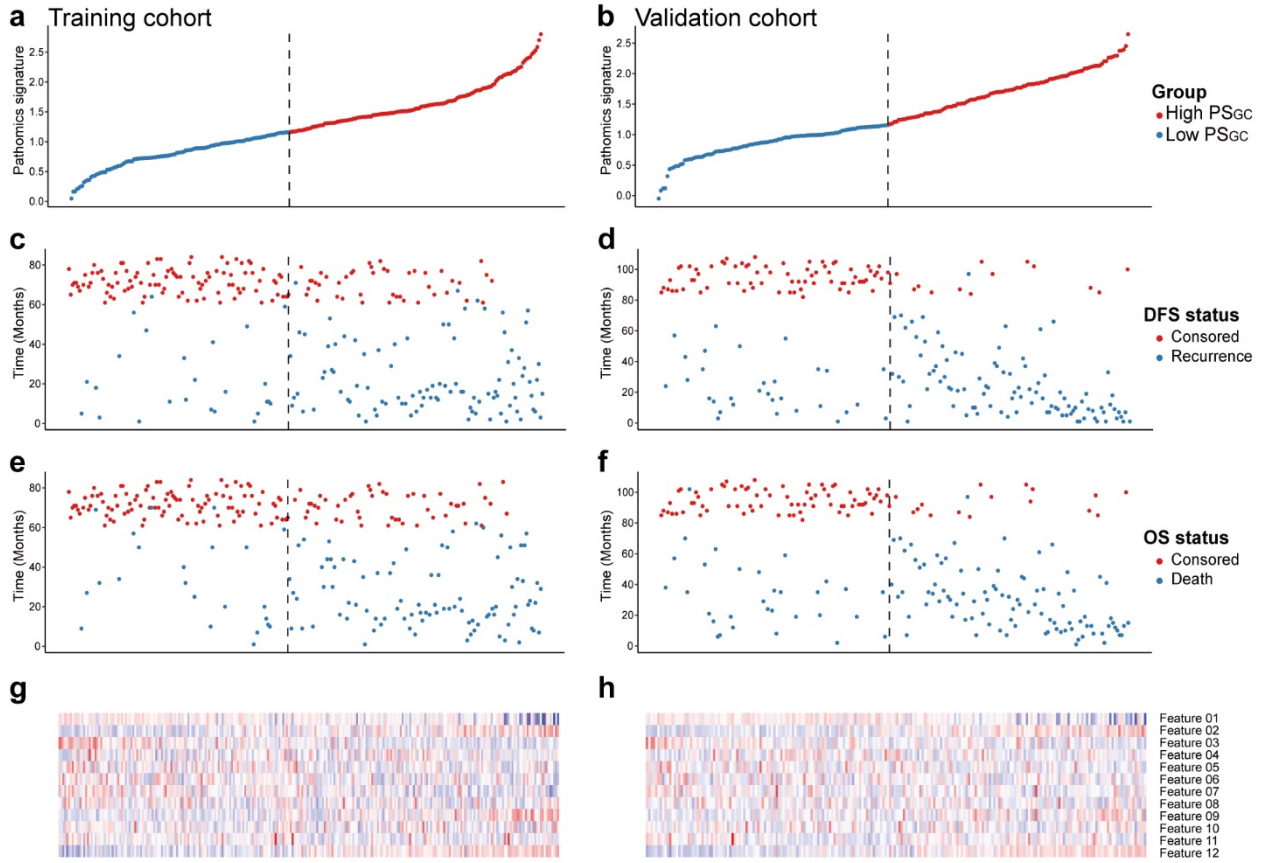 a Training cohort
Pathomics signature
2.5
2.0
1.5
1.0
0.5
0.0
b Validation cohort
Pathomics signature
2.5
2.0
1.5
1.0
0.5
0.0
Group
High PSGC
Low PSGC
c
Time (Months)
80
60
40
20
0
d
Time (Months)
100
80
60
40
20
0
DFS status
Consored
Recurrence
e
Time (Months)
80
60
40
20
0
f
Time (Months)
100
80
60
40
20
0
OS status
Consored
Death
g
h
Feature 01
Feature 02
Feature 03
Feature 04
Feature 05
Feature 06
Feature 07
Feature 08
Feature 09
Feature 10
Feature 11
Feature 12